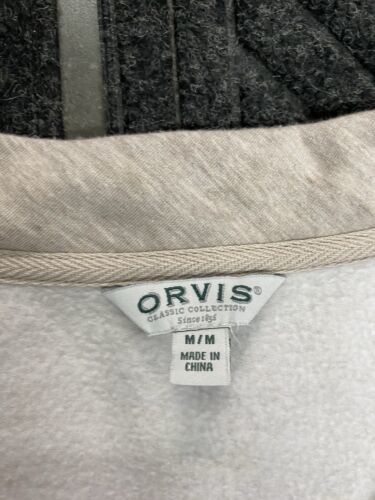 ORVIS®
CLASSIC COLLECTION
Since 1856
M/M
MADE IN
CHINA